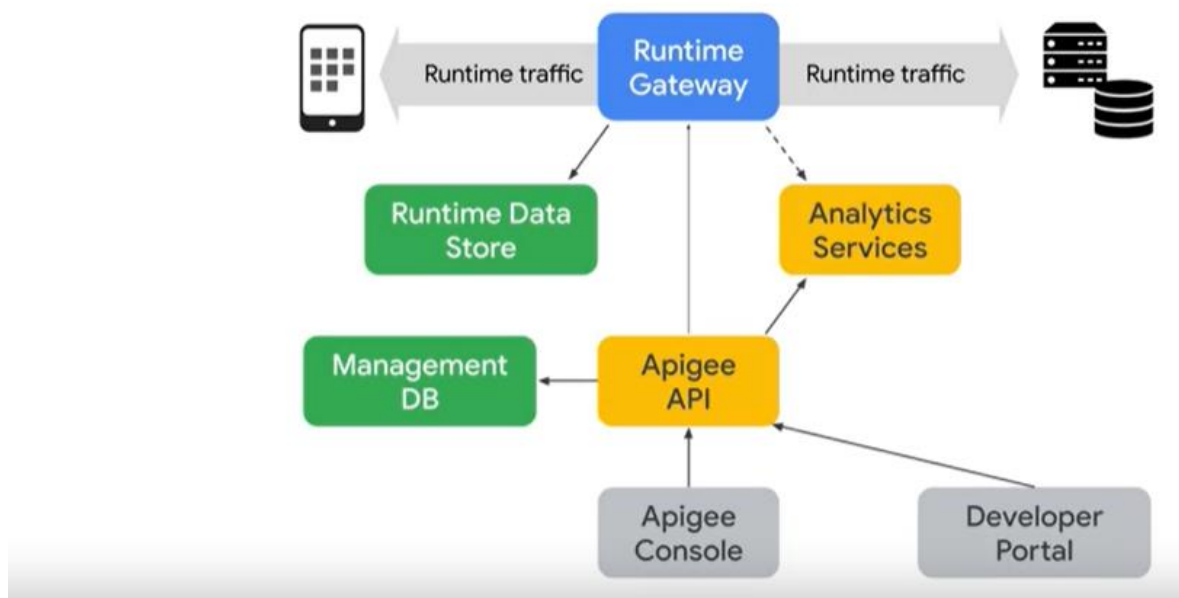 Runtime traffic
Runtime
Gateway
Runtime traffic
Runtime Data
Store
Analytics
Services
Management
DB
Apigee
API
Apigee
Console
Developer
Portal